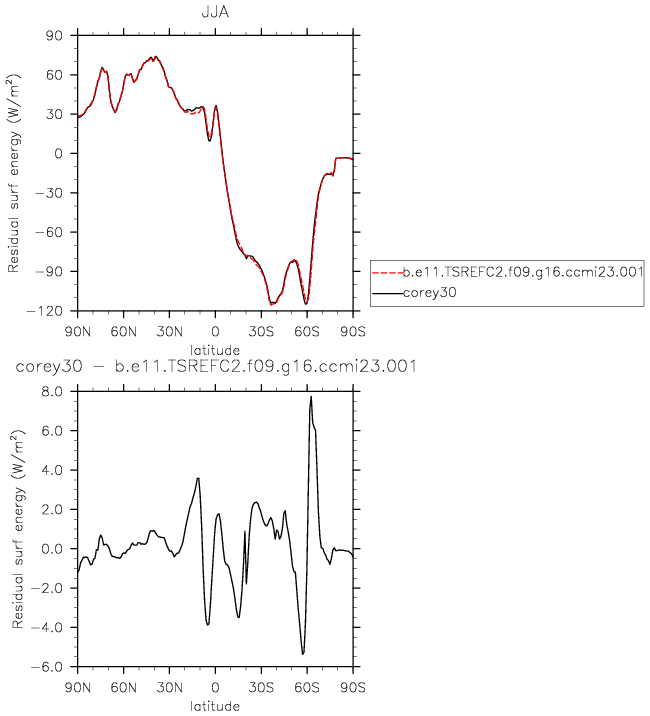 JJA
Residual surf energy (W/m²)
90
60
30
0
−30
−60
−90
−120
90N 60N 30N 0 30S 60S 90S
latitude
b.e11.TSREFC2.f09.g16.ccmi23.001
corey30
corey30 − b.e11.TSREFC2.f09.g16.ccmi23.001
Residual surf energy (W/m²)
8.0
6.0
4.0
2.0
0.0
−2.0
−4.0
−6.0
90N 60N 30N 0 30S 60S 90S
latitude